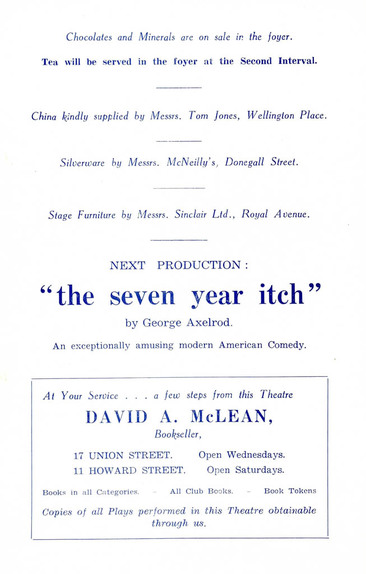 Chocolates and Minerals are on sale in the foyer.
Tea will be served in the foyer at the Second Interval.
China kindly supplied by Messrs. Tom Jones, Wellington Place.
Silverware by Messrs. McNeilly's, Donegall Street.
Stage Furniture by Messrs. Sinclair Ltd., Royal Avenue.
NEXT PRODUCTION :
“the seven year itch”
by George Axelrod.
An exceptionally amusing modern American Comedy.
At Your Service . . . a few steps from this Theatre
DAVID A. McLEAN,
Bookseller,
17 UNION STREET. Open Wednesdays.
11 HOWARD STREET. Open Saturdays.
Books in all Categories. - All Club Books. - Book Tokens
Copies of all Plays performed in this Theatre obtainable
through us.